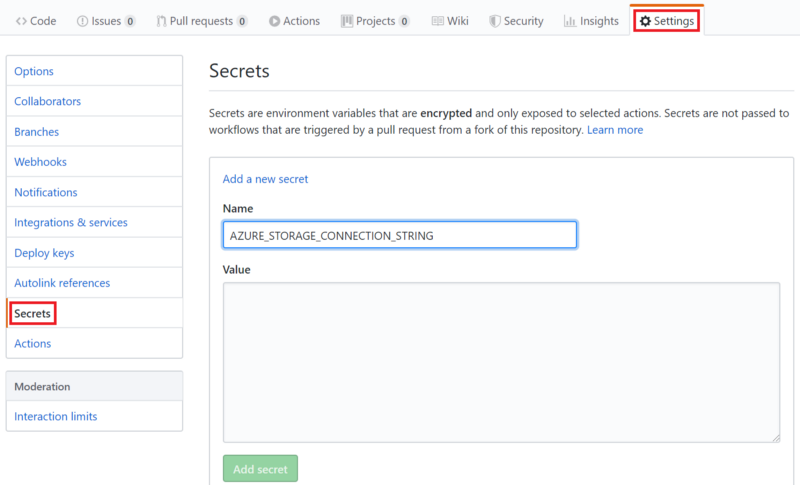 Code Issues 0 Pull requests 0 Actions Projects 0 Wiki Security Insights Settings
Options
Collaborators
Branches
Webhooks
Notifications
Integrations & services
Deploy keys
Autolink references
Secrets
Actions
Moderation
Interaction limits
Secrets
Secrets are environment variables that are encrypted and only exposed to selected actions. Secrets are not passed to
workflows that are triggered by a pull request from a fork of this repository. Learn more
Add a new secret
Name
AZURE_STORAGE_CONNECTION_STRING
Value
Add secret